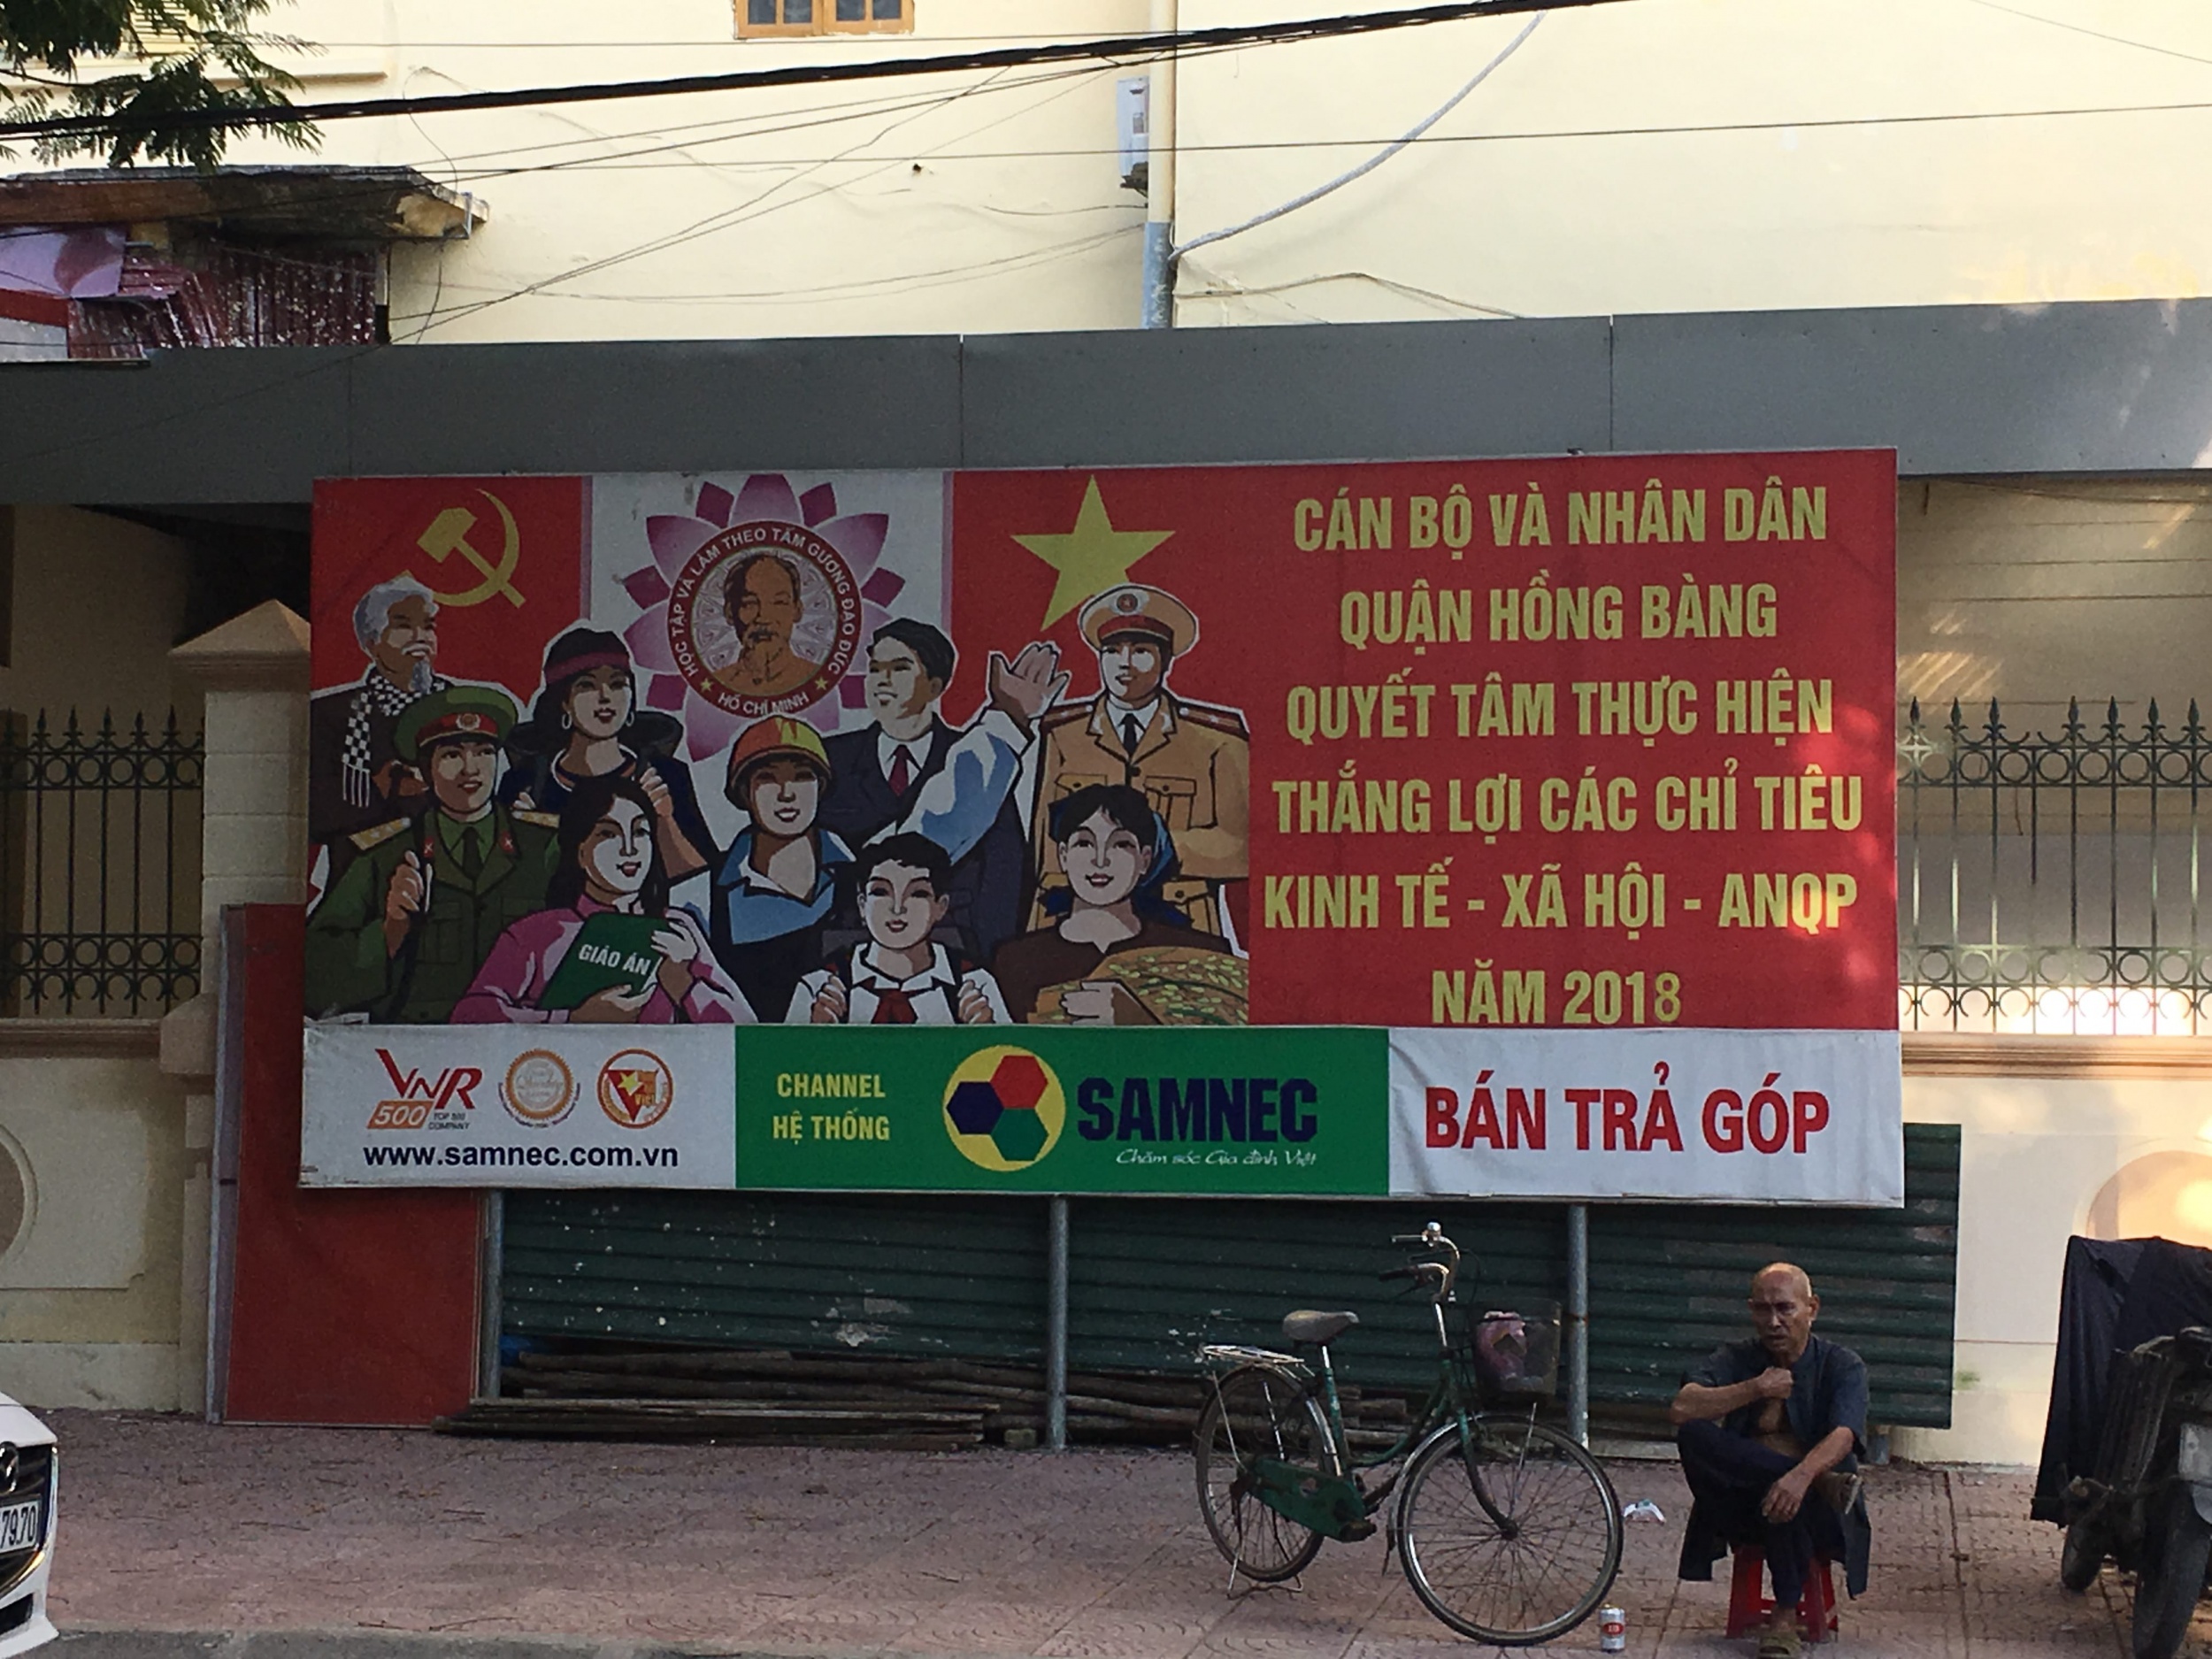 HỌC TẬP VÀ LÀM THEO TẤM GƯƠNG ĐẠO ĐỨC
HỒ CHÍ MINH
GIÁO ÁN
CÁN BỘ VÀ NHÂN DÂN
QUẬN HỒNG BÀNG
QUYẾT TÂM THỰC HIỆN
THẮNG LỢI CÁC CHỈ TIÊU
KINH TẾ - XÃ HỘI - ANQP
NĂM 2018
VNR
500 TOP 500
COMPANY
www.samnec.com.vn
CHANNEL
HỆ THỐNG
SAMNEC
Chăm sóc Gia đình Việt
BÁN TRẢ GÓP
79.70